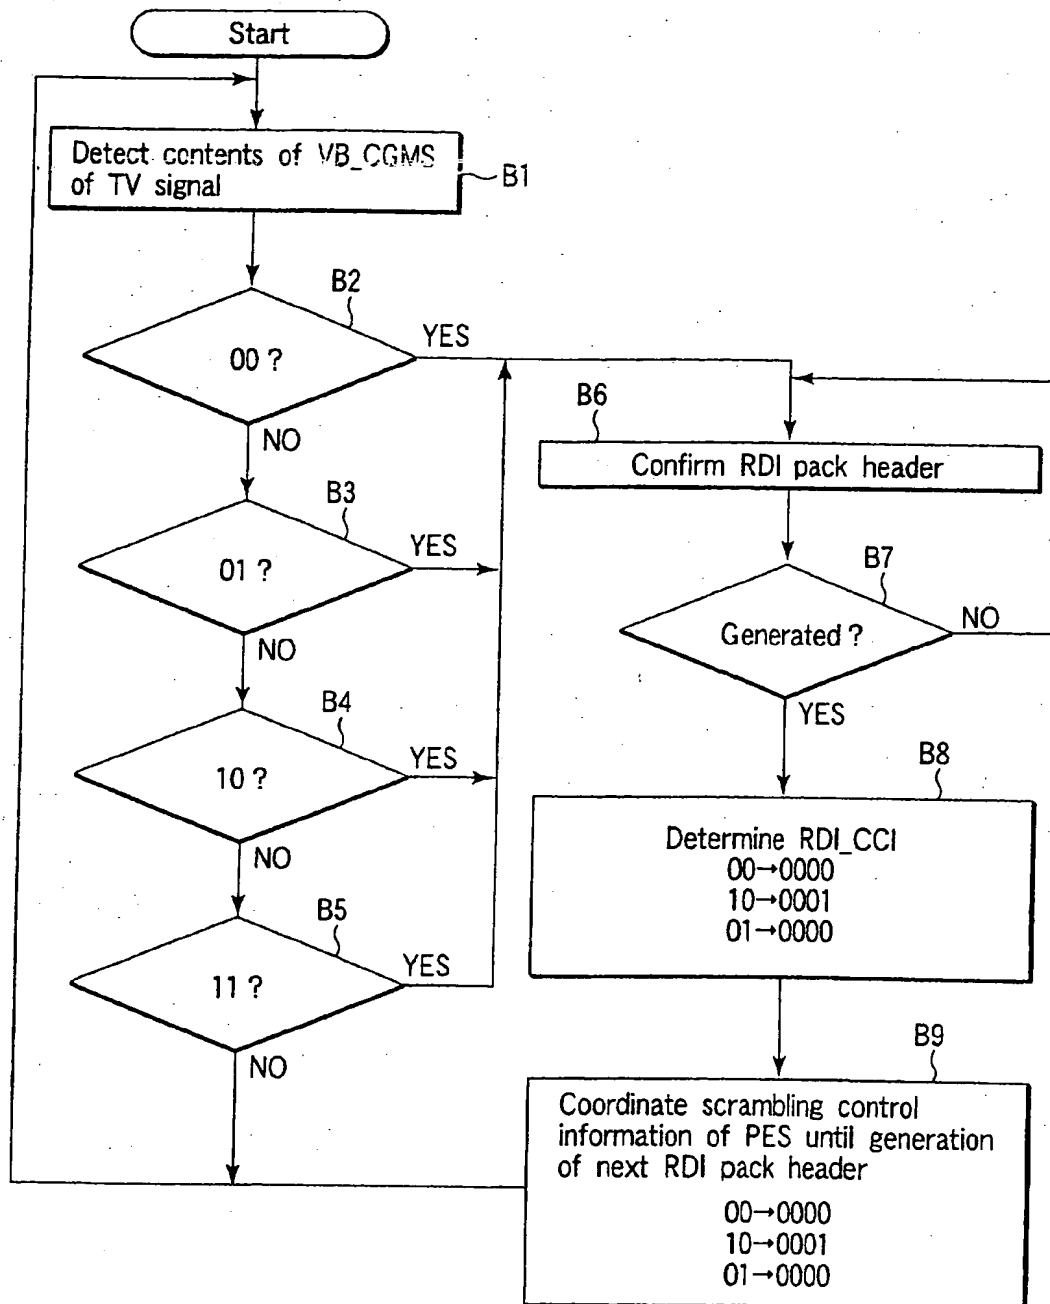 Start
Detect contents of VB_CGMS
of TV signal
B1
B2
00 ?
YES
NO
B3
01 ?
YES
NO
B4
10 ?
YES
NO
B5
11 ?
YES
NO
B6
Confirm RDI pack header
B7
Generated ?
NO
YES
B8
Determine RDI_CCI
00→0000
10→0001
01→0000
B9
Coordinate scrambling control
information of PES until generation
of next RDI pack header
00→0000
10→0001
01→0000